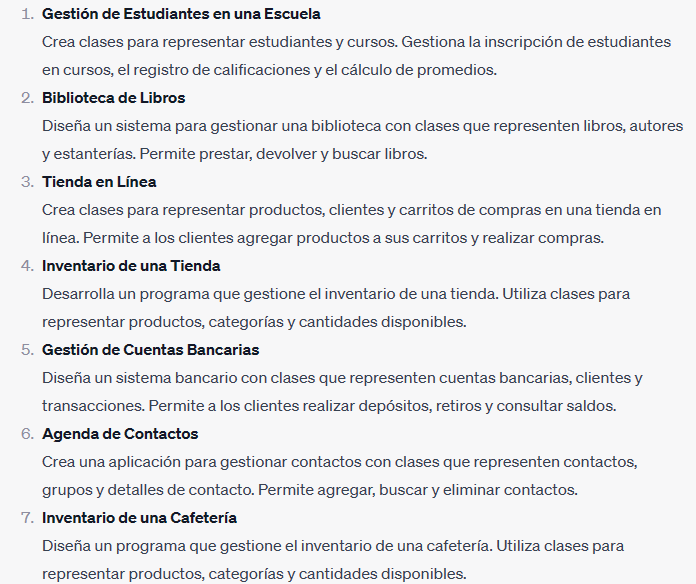 1. Gestión de Estudiantes en una Escuela
Crea clases para representar estudiantes y cursos. Gestiona la inscripción de estudiantes
en cursos, el registro de calificaciones y el cálculo de promedios.
2. Biblioteca de Libros
Diseña un sistema para gestionar una biblioteca con clases que representen libros, autores
y estanterías. Permite prestar, devolver y buscar libros.
3. Tienda en Línea
Crea clases para representar productos, clientes y carritos de compras en una tienda en
línea. Permite a los clientes agregar productos a sus carritos y realizar compras.
4. Inventario de una Tienda
Desarrolla un programa que gestione el inventario de una tienda. Utiliza clases para
representar productos, categorías y cantidades disponibles.
5. Gestión de Cuentas Bancarias
Diseña un sistema bancario con clases que representen cuentas bancarias, clientes y
transacciones. Permite a los clientes realizar depósitos, retiros y consultar saldos.
6. Agenda de Contactos
Crea una aplicación para gestionar contactos con clases que representen contactos,
grupos y detalles de contacto. Permite agregar, buscar y eliminar contactos.
7. Inventario de una Cafetería
Diseña un programa que gestione el inventario de una cafetería. Utiliza clases para
representar productos, categorías y cantidades disponibles.